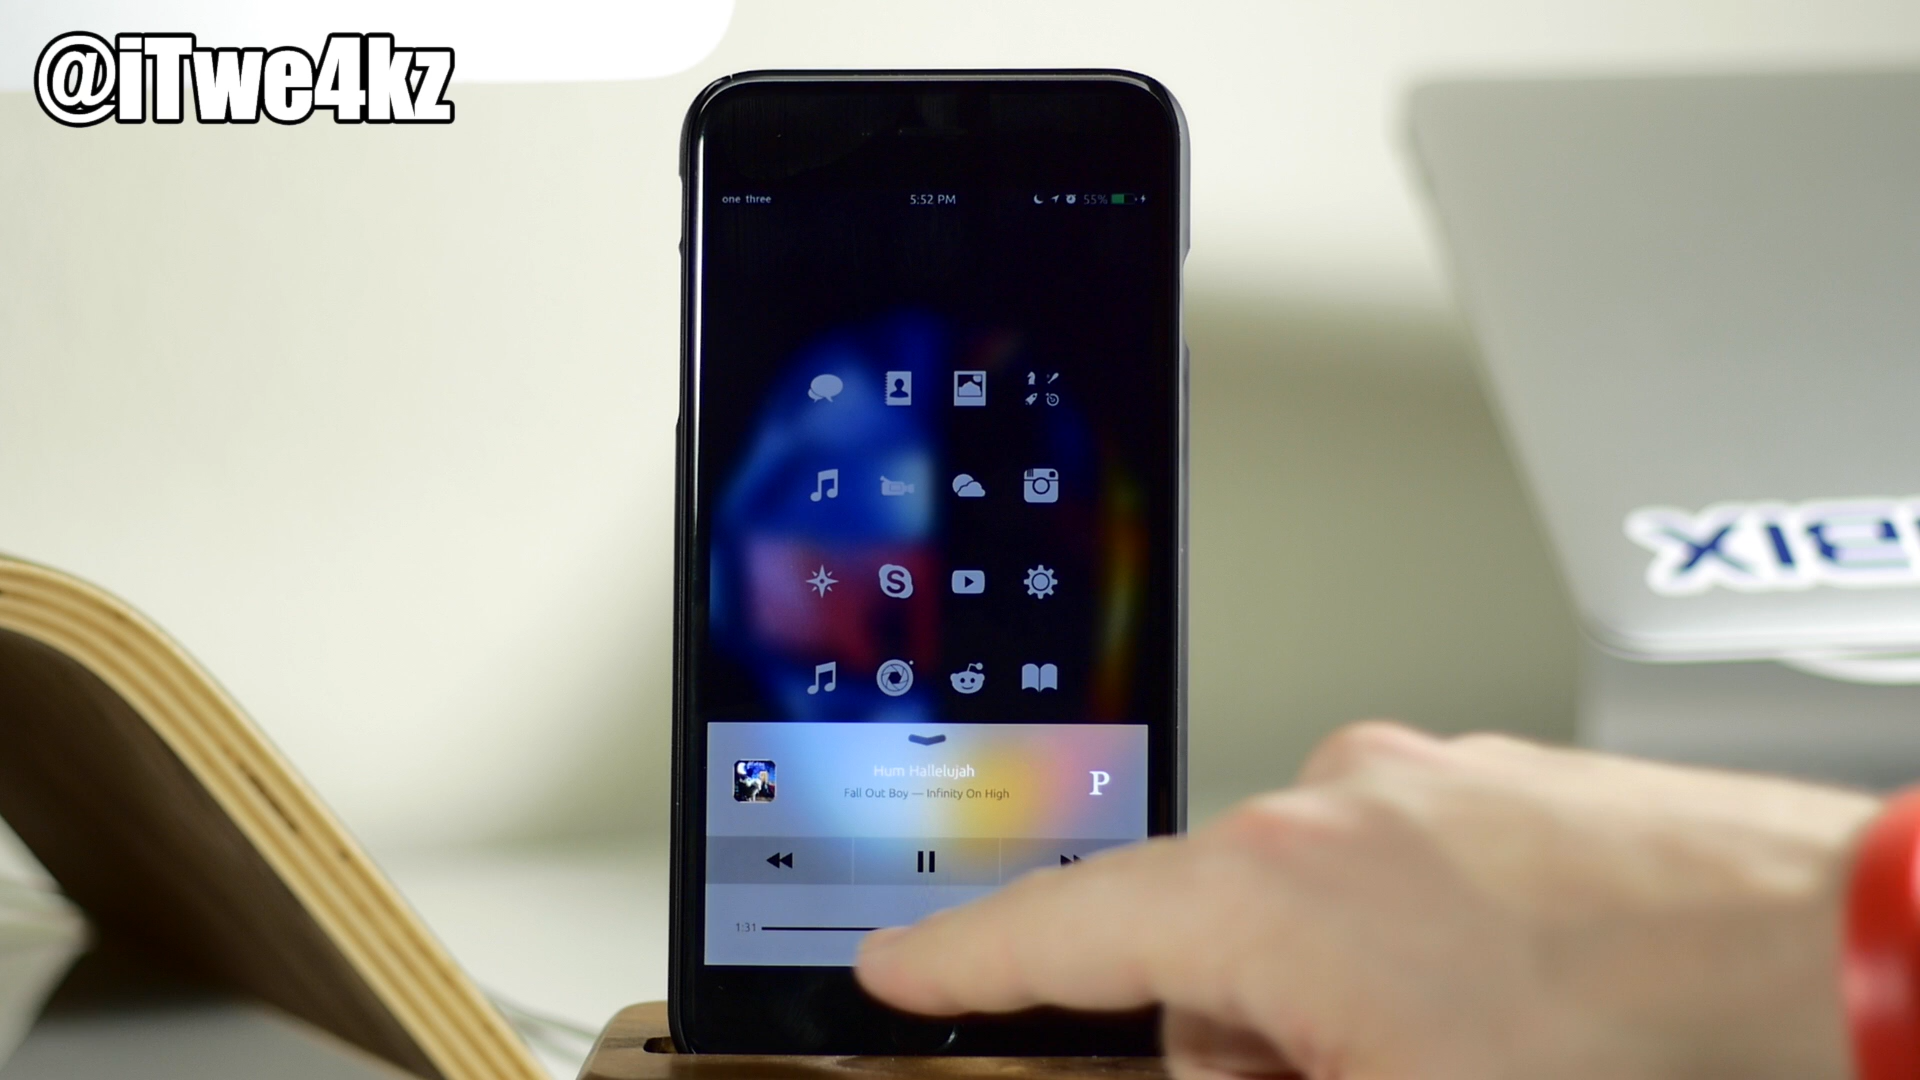 @iTwe4kz
one three
5:52 PM
55%
Hum Hallelujah
Fall Out Boy — Infinity On High
P
1:31